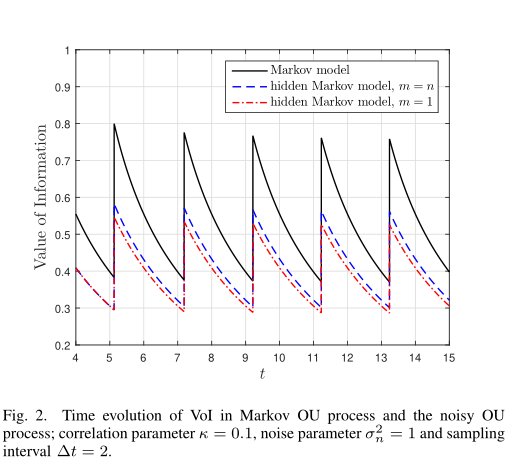 1
0.9
0.8
0.7
0.6
0.5
0.4
0.3
0.2
Value of Information
Markov model
hidden Markov model, m = n
hidden Markov model, m = 1
4 5 6 7 8 9 10 11 12 13 14 15
t
Fig. 2. Time evolution of VoI in Markov OU process and the noisy OU
process; correlation parameter κ = 0.1, noise parameter σₙ² = 1 and sampling
interval Δt = 2.